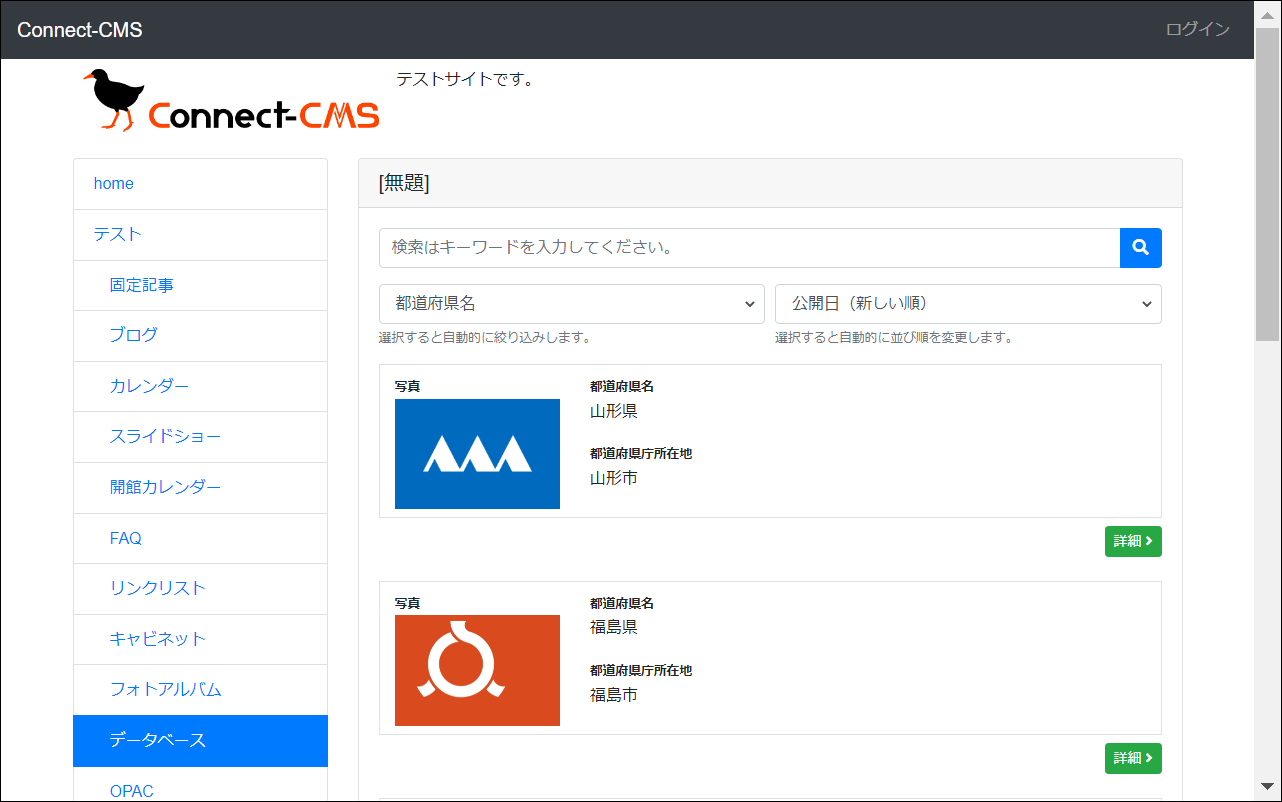 Connect-CMS
ログイン
Connect-CMS
テストサイトです。
home
テスト
固定記事
ブログ
カレンダー
スライドショー
開館カレンダー
FAQ
リンクリスト
キャビネット
フォトアルバム
データベース
OPAC
[無題]
検索はキーワードを入力してください。
都道府県名
公開日（新しい順）
選択すると自動的に絞り込みします。
選択すると自動的に並び順を変更します。
写真
都道府県名
山形県
都道府県庁所在地
山形市
詳細
写真
都道府県名
福島県
都道府県庁所在地
福島市
詳細